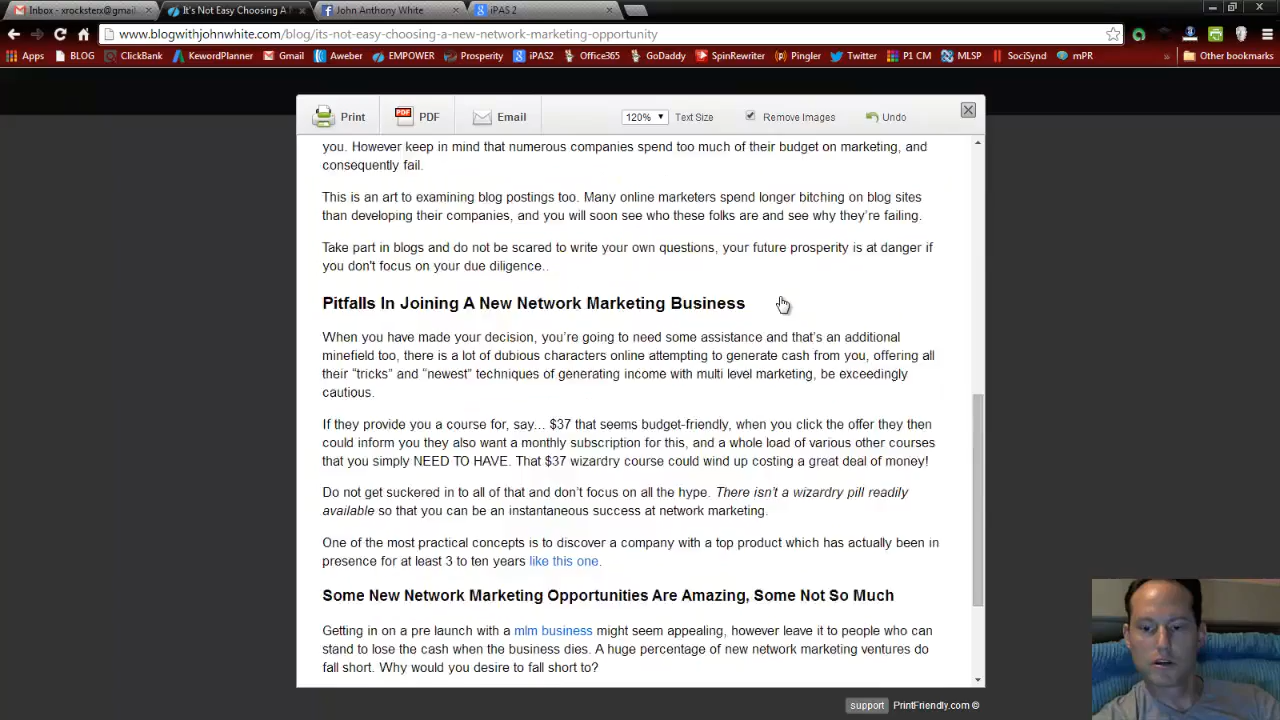 Inbox - xrocksterx@gmai
It's Not Easy Choosing A
John Anthony White
iPAS 2
www.blogwithjohnwhite.com/blog/its-not-easy-choosing-a-new-network-marketing-opportunity
Apps BLOG ClickBank KewordPlanner Gmail Aweber EMPOWER Prosperity iPAS2 Office365 GoDaddy SpinRewriter Pingler Twitter P1 CM MLSP SociSynd mPR » Other bookmarks
Print PDF Email 120% Text Size Remove Images Undo
you. However keep in mind that numerous companies spend too much of their budget on marketing, and
consequently fail.
This is an art to examining blog postings too. Many online marketers spend longer bitching on blog sites
than developing their companies, and you will soon see who these folks are and see why they're failing.
Take part in blogs and do not be scared to write your own questions, your future prosperity is at danger if
you don't focus on your due diligence..
Pitfalls In Joining A New Network Marketing Business
When you have made your decision, you're going to need some assistance and that's an additional
minefield too, there is a lot of dubious characters online attempting to generate cash from you, offering all
their "tricks" and "newest" techniques of generating income with multi level marketing, be exceedingly
cautious.
If they provide you a course for, say... $37 that seems budget-friendly, when you click the offer they then
could inform you they also want a monthly subscription for this, and a whole load of various other courses
that you simply NEED TO HAVE. That $37 wizardry course could wind up costing a great deal of money!
Do not get suckered in to all of that and don't focus on all the hype. There isn't a wizardry pill readily
available so that you can be an instantaneous success at network marketing.
One of the most practical concepts is to discover a company with a top product which has actually been in
presence for at least 3 to ten years like this one.
Some New Network Marketing Opportunities Are Amazing, Some Not So Much
Getting in on a pre launch with a mlm business might seem appealing, however leave it to people who can
stand to lose the cash when the business dies. A huge percentage of new network marketing ventures do
fall short. Why would you desire to fall short to?
support PrintFriendly.com ©